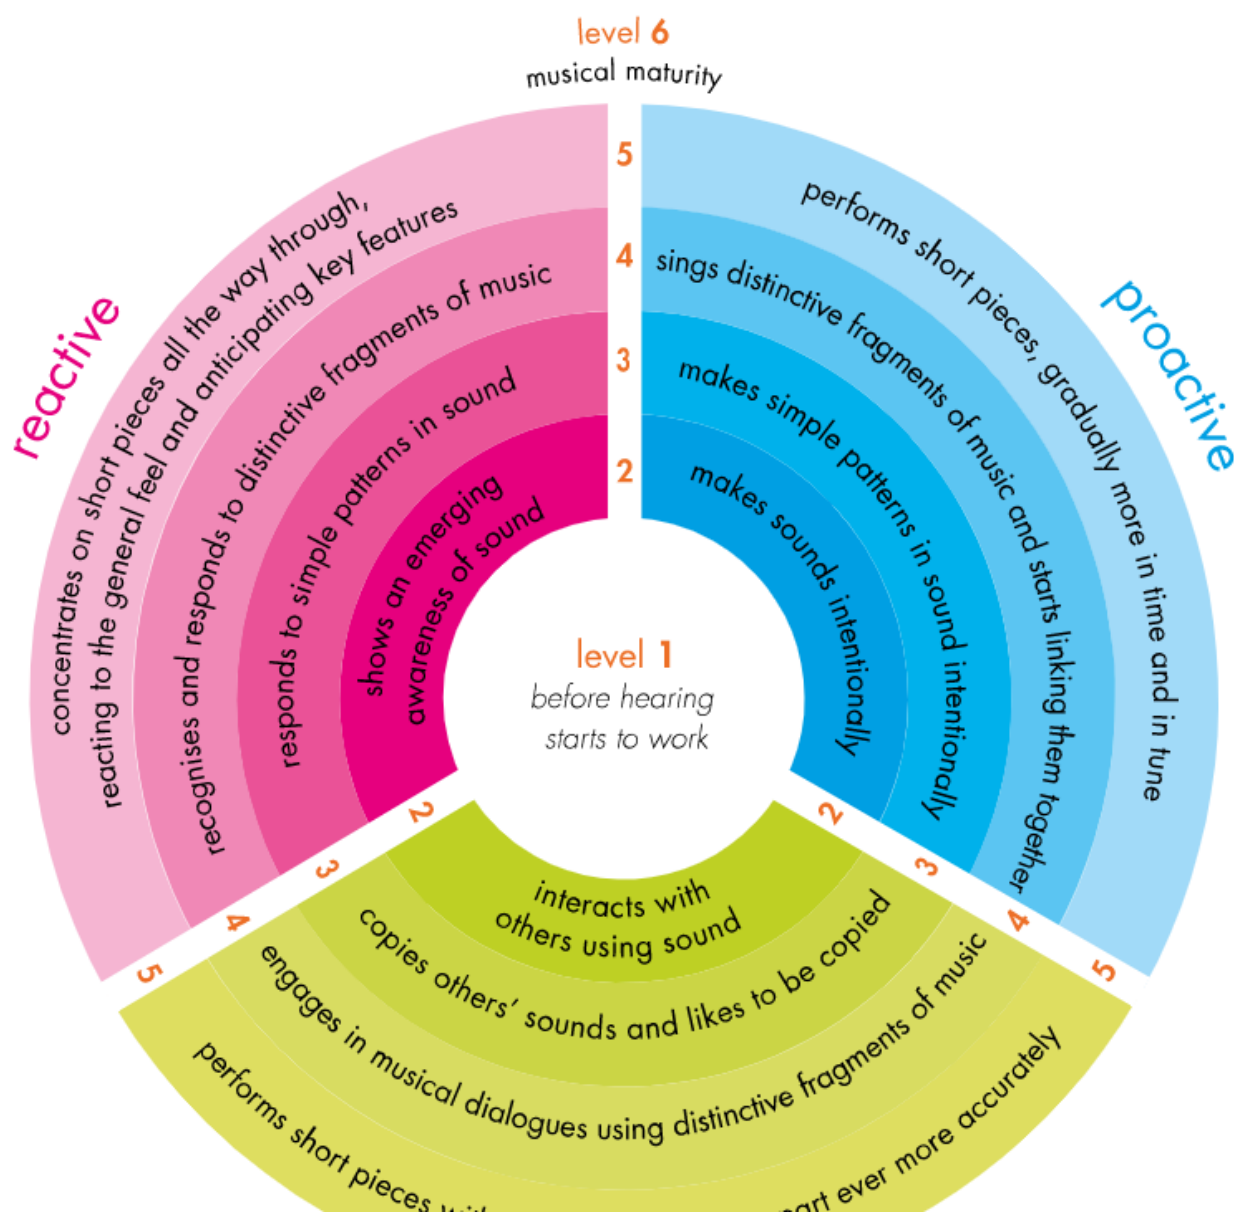 level 6
musical maturity
reactive
proactive
5
4
3
2
concentrates on short pieces all the way through,
reacting to the general feel and anticipating key features
recognises and responds to distinctive fragments of music
responds to simple patterns in sound
shows an emerging
awareness of sound
performs short pieces, gradually more in time and in tune
sings distinctive fragments of music and starts linking them together
makes simple patterns in sound intentionally
makes sounds intentionally
level 1
before hearing
starts to work
2
3
4
5
2
3
4
5
interacts with
others using sound
copies others' sounds and likes to be copied
engages in musical dialogues using distinctive fragments of music
performs short pieces
ever more accurately